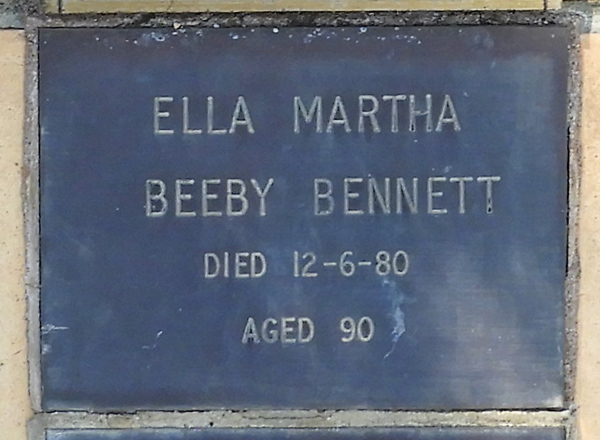 ELLA MARTHA
BEEBY BENNETT
DIED 12-6-80
AGED 90